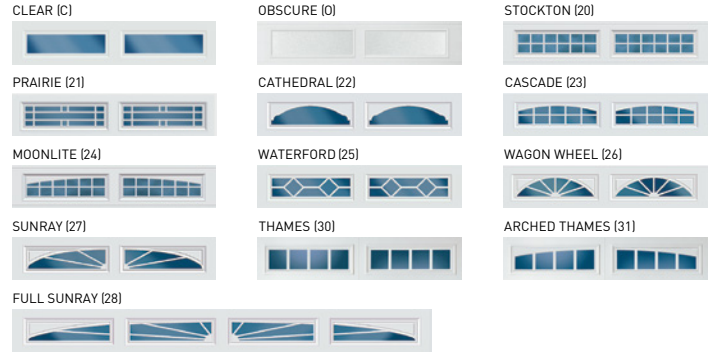 CLEAR (C)
OBSCURE (O)
STOCKTON (20)
PRAIRIE (21)
CATHEDRAL (22)
CASCADE (23)
MOONLITE (24)
WATERFORD (25)
WAGON WHEEL (26)
SUNRAY (27)
THAMES (30)
ARCHED THAMES (31)
FULL SUNRAY (28)